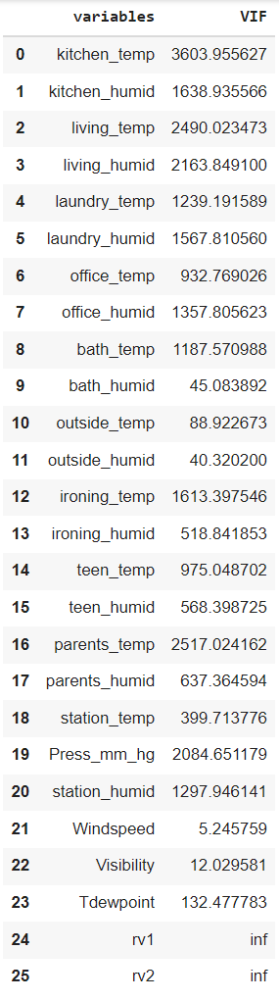 variables VIF
0 kitchen_temp 3603.955627
1 kitchen_humid 1638.935566
2 living_temp 2490.023473
3 living_humid 2163.849100
4 laundry_temp 1239.191589
5 laundry_humid 1567.810560
6 office_temp 932.769026
7 office_humid 1357.805623
8 bath_temp 1187.570988
9 bath_humid 45.083892
10 outside_temp 88.922673
11 outside_humid 40.320200
12 ironing_temp 1613.397546
13 ironing_humid 518.841853
14 teen_temp 975.048702
15 teen_humid 568.398725
16 parents_temp 2517.024162
17 parents_humid 637.364594
18 station_temp 399.713776
19 Press_mm_hg 2084.651179
20 station_humid 1297.946141
21 Windspeed 5.245759
22 Visibility 12.029581
23 Tdewpoint 132.477783
24 rv1 inf
25 rv2 inf